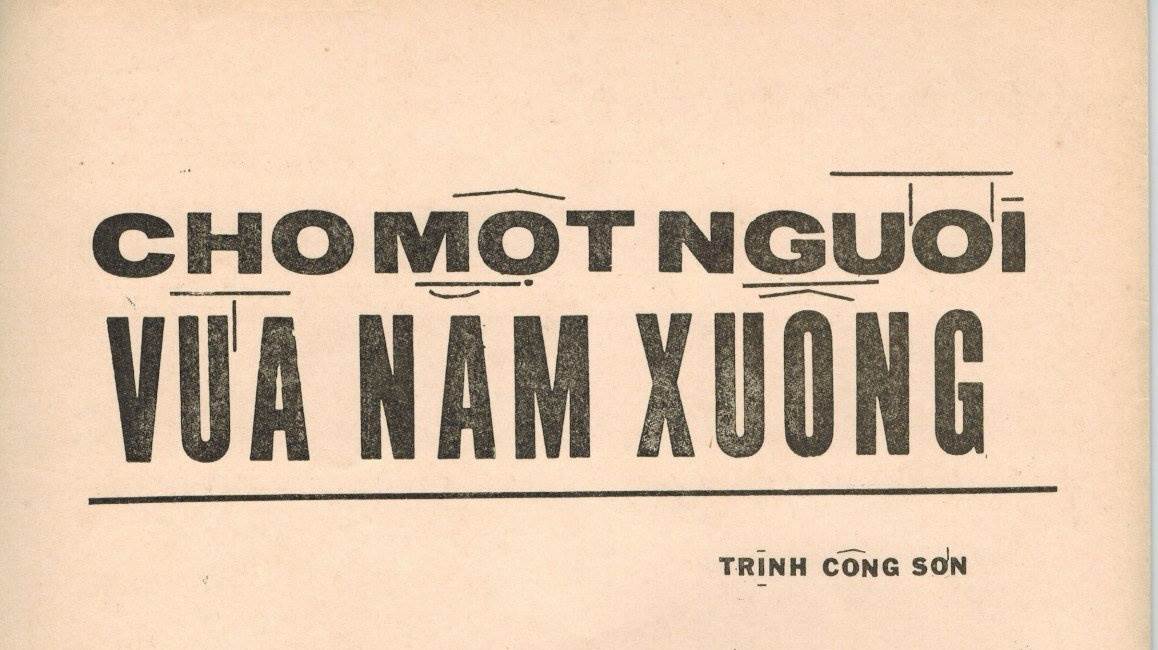 CHO MỘT NGƯỜI
VỪA NẰM XUỐNG
TRỊNH CÔNG SƠN